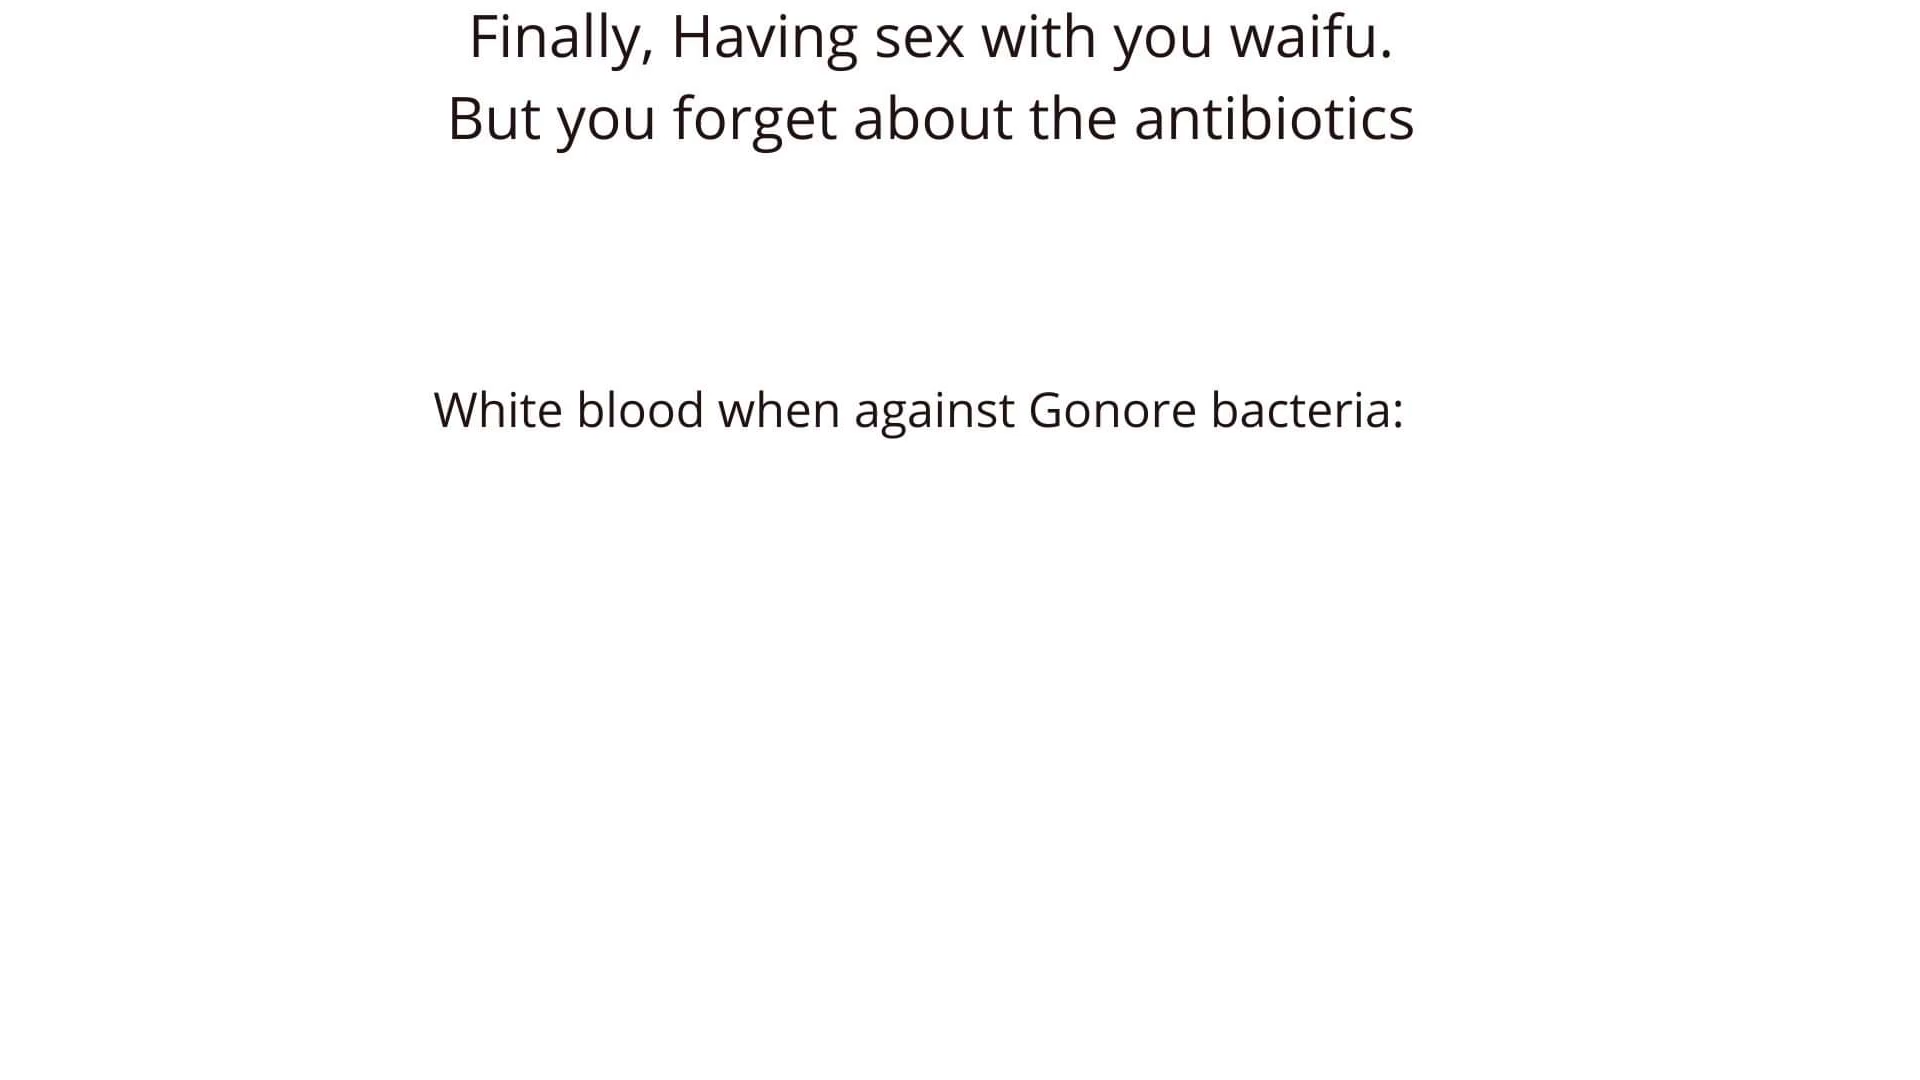 Finally, Having sex with you waifu.
But you forget about the antibiotics
White blood when against Gonore bacteria: